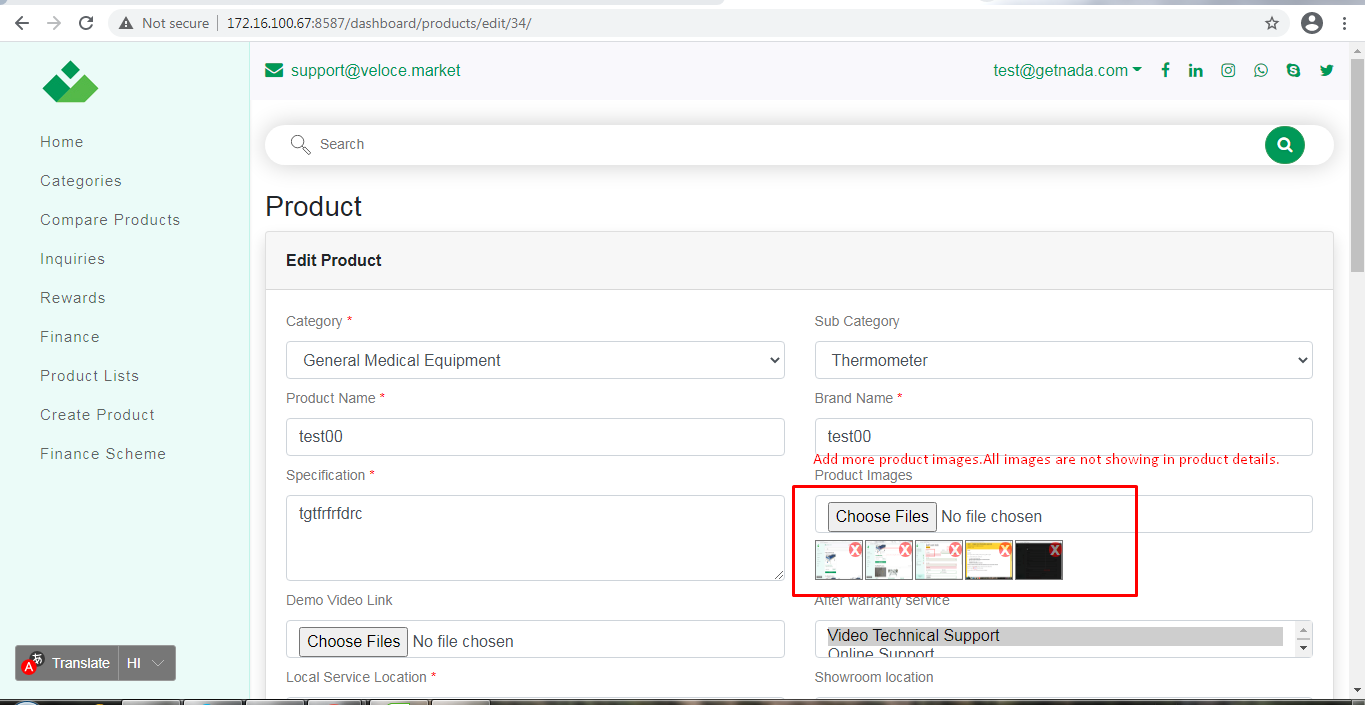 Not secure 172.16.100.67:8587/dashboard/products/edit/34/
support@veloce.market test@getnada.com
Search
Home
Categories
Compare Products
Inquiries
Rewards
Finance
Product Lists
Create Product
Finance Scheme
Product
Edit Product
Category * Sub Category
General Medical Equipment Thermometer
Product Name * Brand Name *
test00 test00
Add more product images.All images are not showing in product details.
Specification * Product Images
tgtfrfrfdrc Choose Files No file chosen
Demo Video Link After warranty service
Choose Files No file chosen Video Technical Support
Online Support
Local Service Location * Showroom location
Translate HI